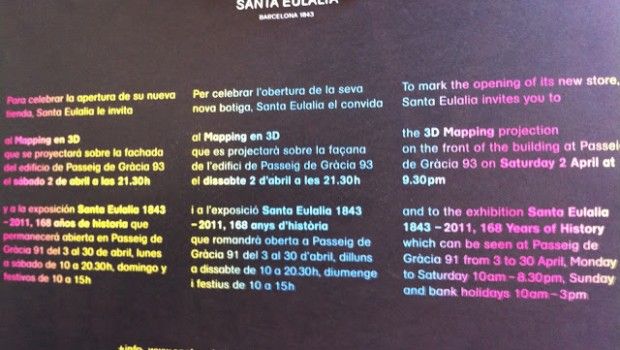 SANTA EULALIA
BARCELONA 1843
Para celebrar la apertura de su nueva
tienda, Santa Eulalia le invita
al Mapping en 3D
que se proyectará sobre la fachada
del edificio de Passeig de Gràcia 93
el sábado 2 de abril a las 21.30h
y a la exposición Santa Eulalia 1843
–2011, 168 años de historia que
permanecerá abierta en Passeig de
Gràcia 91 del 3 al 30 de abril, lunes
a sábado de 10 a 20.30h, domingo y
festivos de 10 a 15h
Per celebrar l'obertura de la seva
nova botiga, Santa Eulalia el convida
al Mapping en 3D
que es projectarà sobre la façana
de l'edifici de Passeig de Gràcia 93
el dissabte 2 d'abril a les 21.30h
i a l'exposició Santa Eulalia 1843
–2011, 168 anys d'història
que romandrà oberta a Passeig de
Gràcia 91 del 3 al 30 d'abril, dilluns
a dissabte de 10 a 20.30h, diumenge
i festius de 10 a 15h
To mark the opening of its new store,
Santa Eulalia invites you to
the 3D Mapping projection
on the front of the building at Passeig
de Gràcia 93 on Saturday 2 April at
9.30pm
and to the exhibition Santa Eulalia
1843–2011, 168 Years of History
which can be seen at Passeig de
Gràcia 91 from 3 to 30 April, Monday
to Saturday 10am–8.30pm, Sunday
and bank holidays 10am–3pm
+info